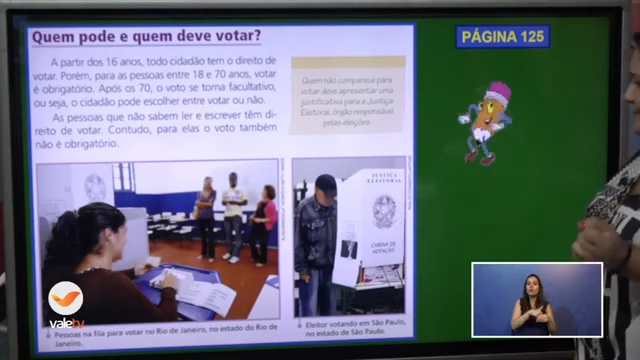 Quem pode e quem deve votar?
A partir dos 16 anos, todo cidadão tem o direito de
votar. Porém, para as pessoas entre 18 e 70 anos, votar
é obrigatório. Após os 70, o voto se torna facultativo,
ou seja, o cidadão pode escolher entre votar ou não.
As pessoas que não sabem ler e escrever têm di-
reito de votar. Contudo, para elas o voto também
não é obrigatório.
Quem não comparece para
votar deve apresentar uma
justificativa para a Justiça
Eleitoral, órgão responsável
pelas eleições.
PÁGINA 125
JUSTIÇA
ELEITORAL
CABINA DE
VOTAÇÃO
Pessoas na fila para votar no Rio de Janeiro, no estado do Rio de
Janeiro.
Eleitor votando em São Paulo,
no estado de São Paulo.
valetv